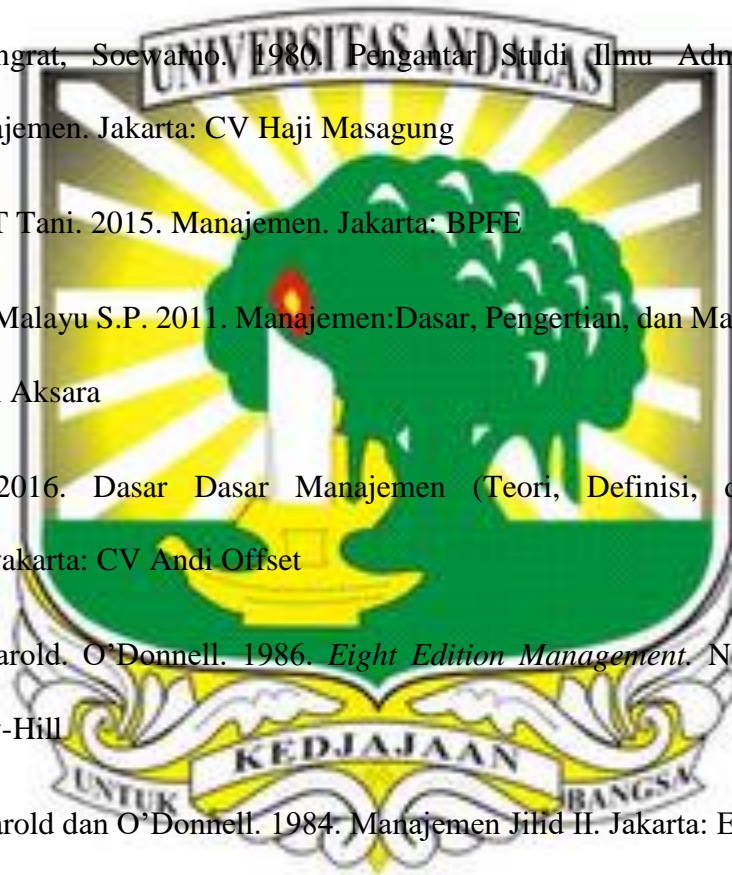 UNIVERSITAS ANDALAS
ngrat, Soewarno. 1980. Pengantar Studi Ilmu Adm
ajemen. Jakarta: CV Haji Masagung
T Tani. 2015. Manajemen. Jakarta: BPFE
Malayu S.P. 2011. Manajemen:Dasar, Pengertian, dan Ma
Aksara
2016. Dasar Dasar Manajemen (Teori, Definisi, d
yakarta: CV Andi Offset
arold. O’Donnell. 1986. Eight Edition Management. N
-Hill
KEDJAJAAN
UNTUK BANGSA
arold dan O’Donnell. 1984. Manajemen Jilid II. Jakarta: E